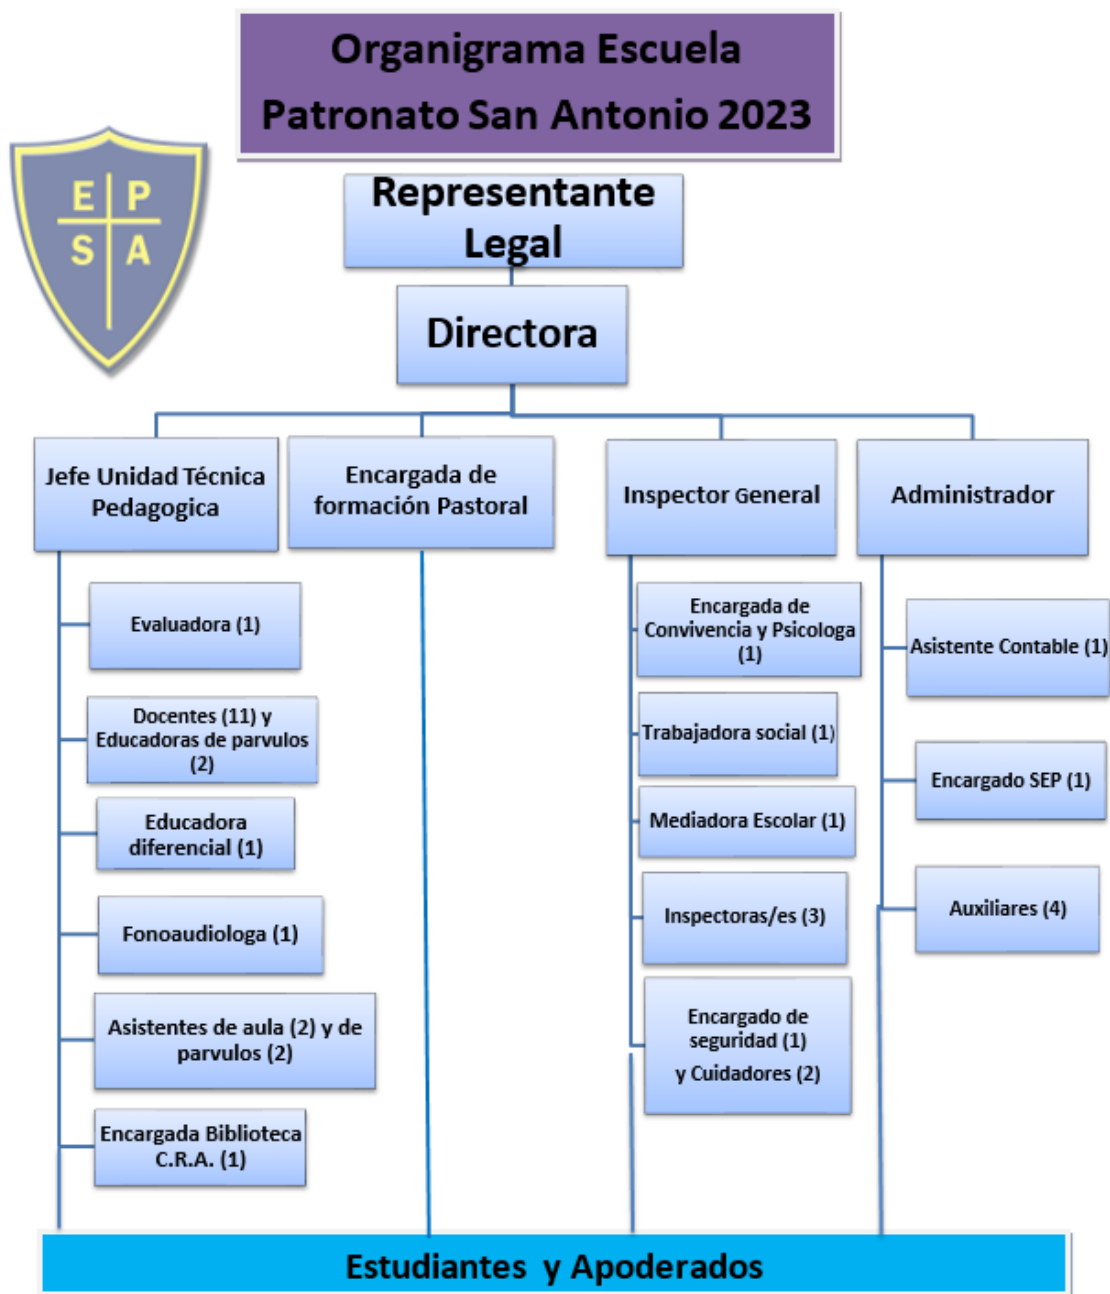 Organigrama Escuela
Patronato San Antonio 2023
E P
S A
Representante
Legal
Directora
Jefe Unidad Técnica
Pedagogica
Encargada de
formación Pastoral
Inspector General
Administrador
Evaluadora (1)
Docentes (11) y
Educadoras de parvulos
(2)
Educadora
diferencial (1)
Fonoaudiologa (1)
Asistentes de aula (2) y de
parvulos (2)
Encargada Biblioteca
C.R.A. (1)
Encargada de
Convivencia y Psicologa
(1)
Trabajadora social (1)
Mediadora Escolar (1)
Inspectoras/es (3)
Encargado de
seguridad (1)
y Cuidadores (2)
Asistente Contable (1)
Encargado SEP (1)
Auxiliares (4)
Estudiantes y Apoderados